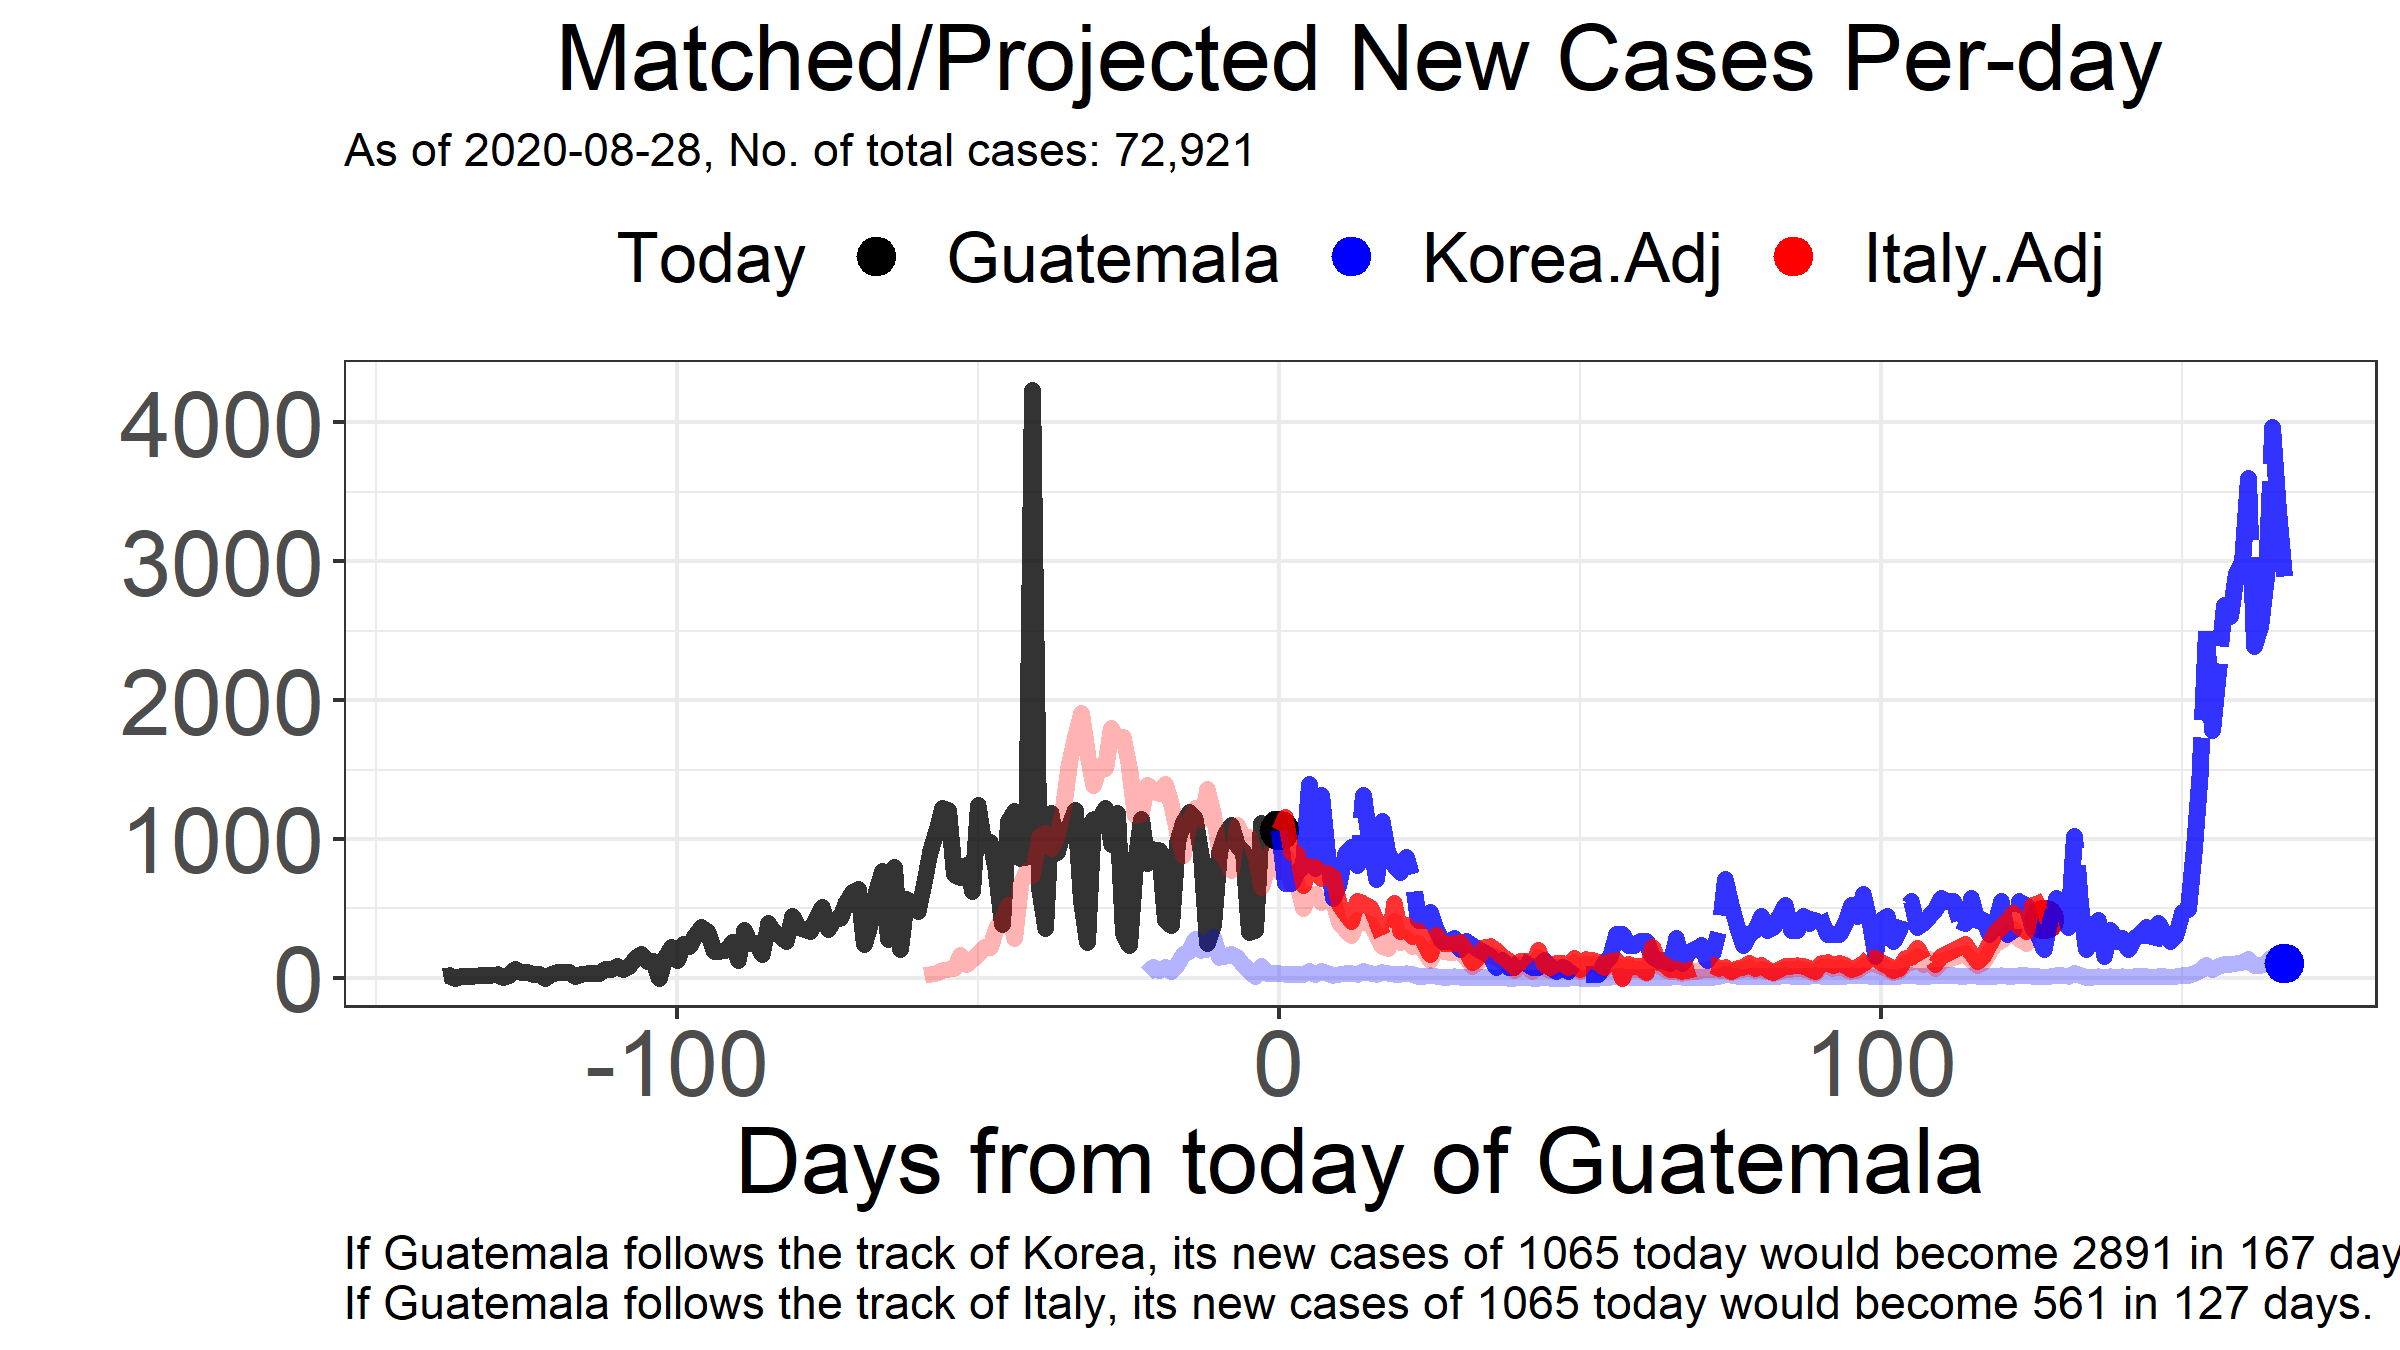 Matched/Projected New Cases Per-day
As of 2020-08-28, No. of total cases: 72,921
Today Guatemala Korea.Adj Italy.Adj
4000
3000
2000
1000
0
-100 0 100
Days from today of Guatemala
If Guatemala follows the track of Korea, its new cases of 1065 today would become 2891 in 167 day
If Guatemala follows the track of Italy, its new cases of 1065 today would become 561 in 127 days.